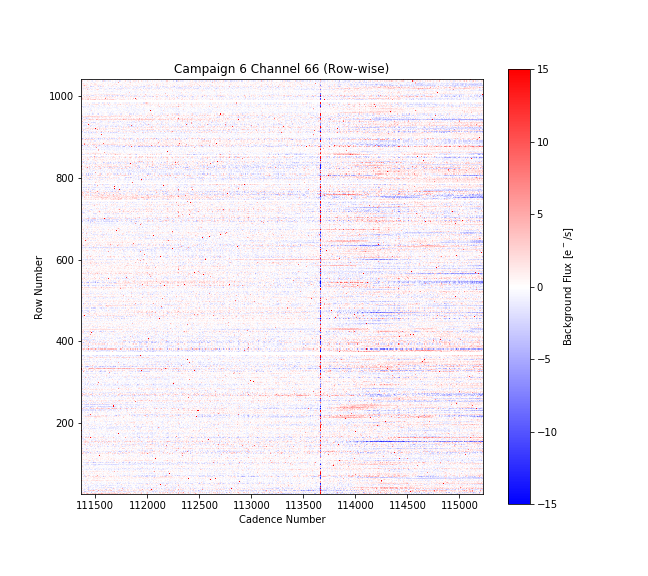 Campaign 6 Channel 66 (Row-wise)
1000
800
600
400
200
Row Number
111500 112000 112500 113000 113500 114000 114500 115000
Cadence Number
15
10
5
0
−5
−10
−15
Background Flux [e⁻/s]